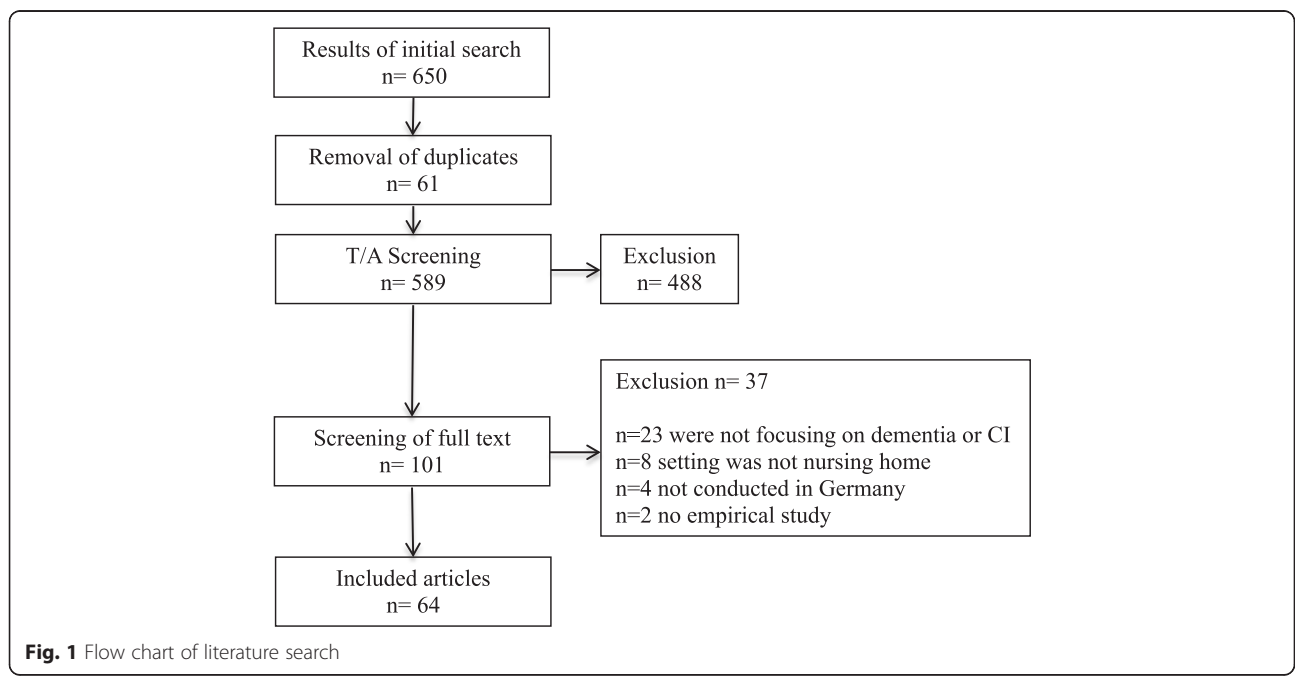 Results of initial search
n= 650
Removal of duplicates
n= 61
T/A Screening
n= 589
Exclusion
n= 488
Screening of full text
n= 101
Exclusion n= 37
n=23 were not focusing on dementia or CI
n=8 setting was not nursing home
n=4 not conducted in Germany
n=2 no empirical study
Included articles
n= 64
Fig. 1 Flow chart of literature search